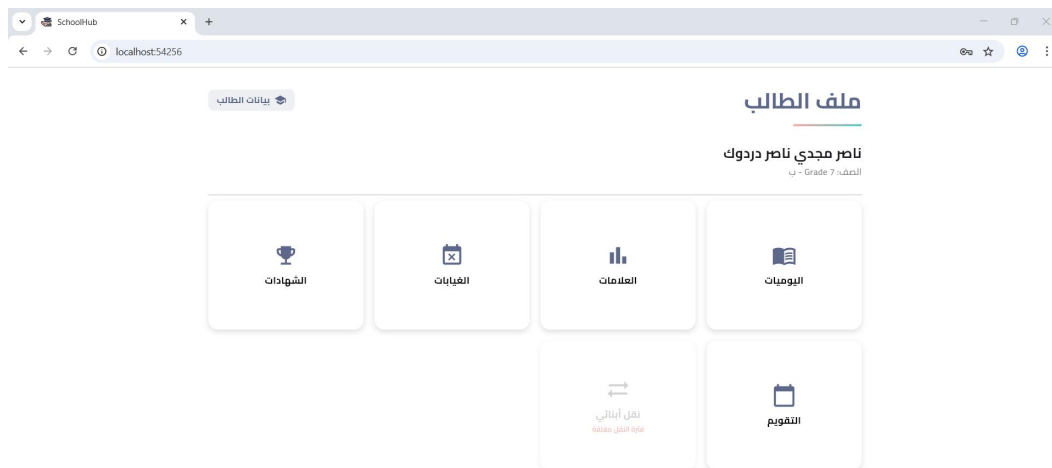 SchoolHub
localhost:54256
ملف الطالب
بيانات الطالب
ناصر مجدي ناصر دردوك
الصف: Grade 7 - ب
اليوميات
العلامات
الغيابات
الشهادات
التقويم
نقل أبنائي
فترة النقل مغلقة